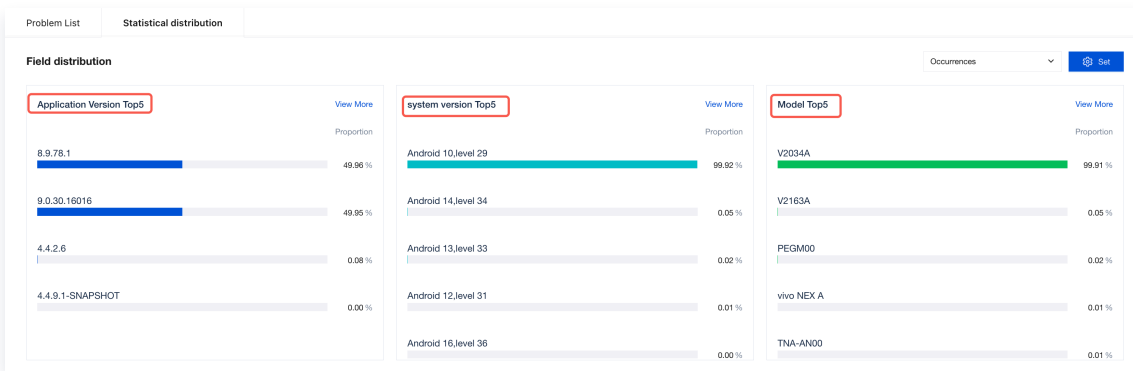 Problem List
Statistical distribution
Field distribution
Occurrences
Set
Application Version Top5
View More
Proportion
8.9.78.1
49.96 %
9.0.30.16016
49.95 %
4.4.2.6
0.08 %
4.4.9.1-SNAPSHOT
0.00 %
system version Top5
View More
Proportion
Android 10,level 29
99.92 %
Android 14,level 34
0.05 %
Android 13,level 33
0.02 %
Android 12,level 31
0.01 %
Android 16,level 36
0.00 %
Model Top5
View More
Proportion
V2034A
99.91 %
V2163A
0.05 %
PEGM00
0.02 %
vivo NEX A
0.01 %
TNA-AN00
0.01 %